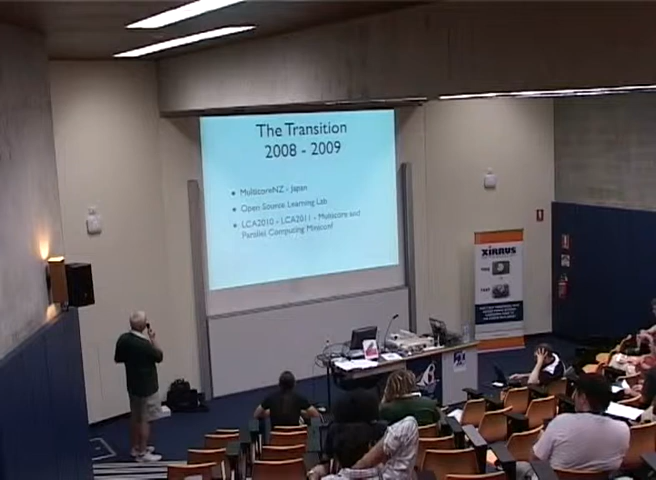 The Transition
2008 - 2009
• MulticoreNZ - Japan
• Open Source Learning Lab
• LCA2010 - LCA2011 - Multicore and
Parallel Computing Miniconf
XIRRUS